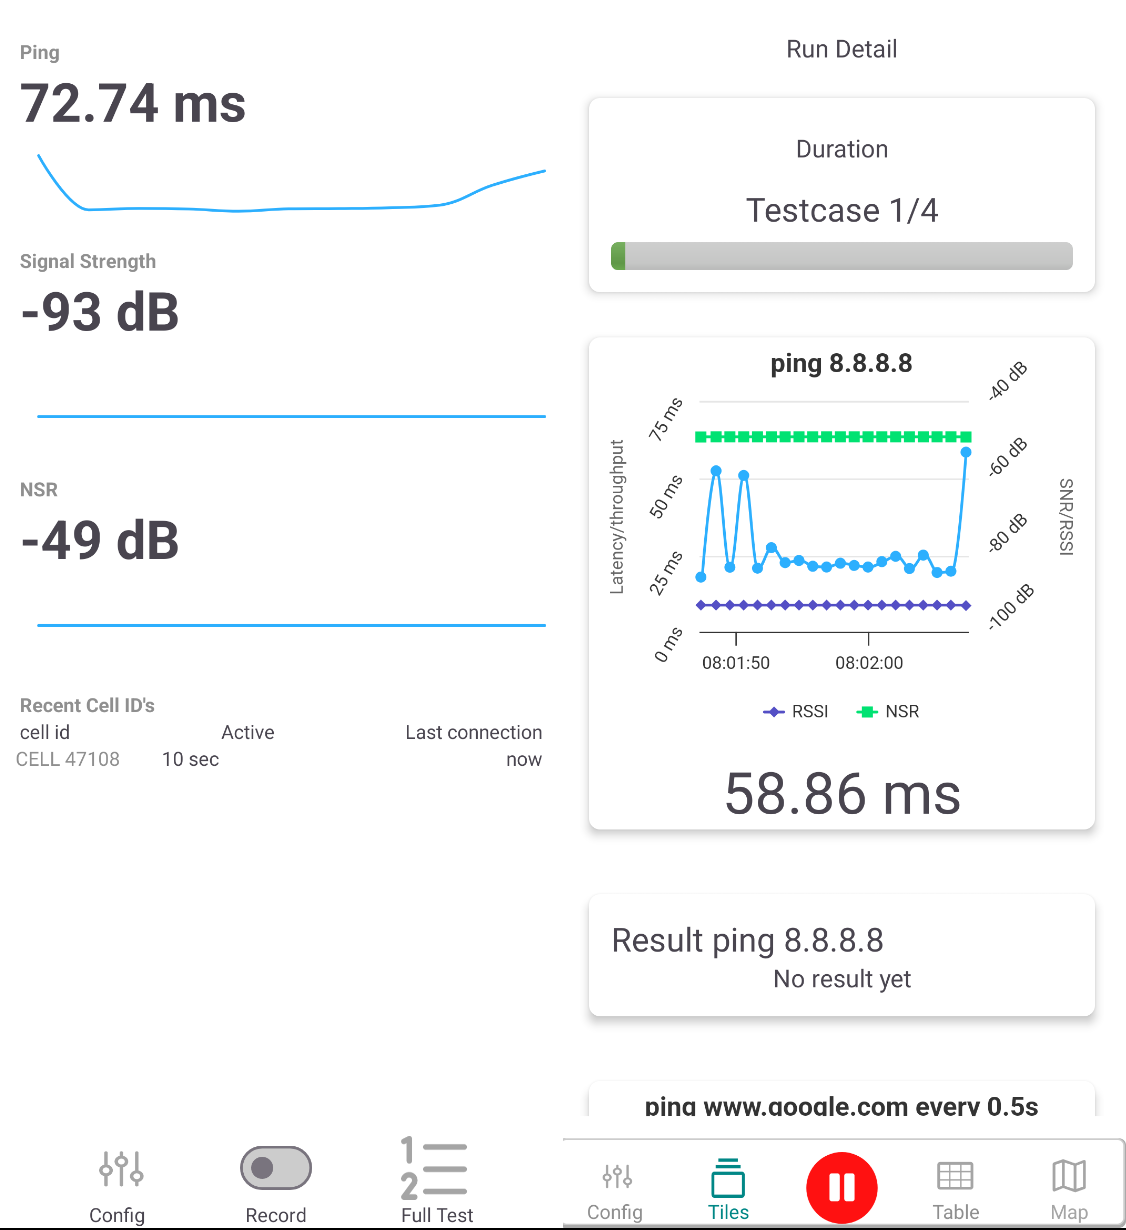 Ping
72.74 ms
Signal Strength
-93 dB
NSR
-49 dB
Recent Cell ID's
cell id Active Last connection
CELL 47108 10 sec now
Config Record Full Test
Run Detail
Duration
Testcase 1/4
ping 8.8.8.8
Latency/throughput
75 ms
50 ms
25 ms
0 ms
-40 dB
-60 dB
-80 dB
-100 dB
SNR/RSSI
08:01:50 08:02:00
RSSI NSR
58.86 ms
Result ping 8.8.8.8
No result yet
ping www.google.com every 0.5s
Config Tiles Table Map